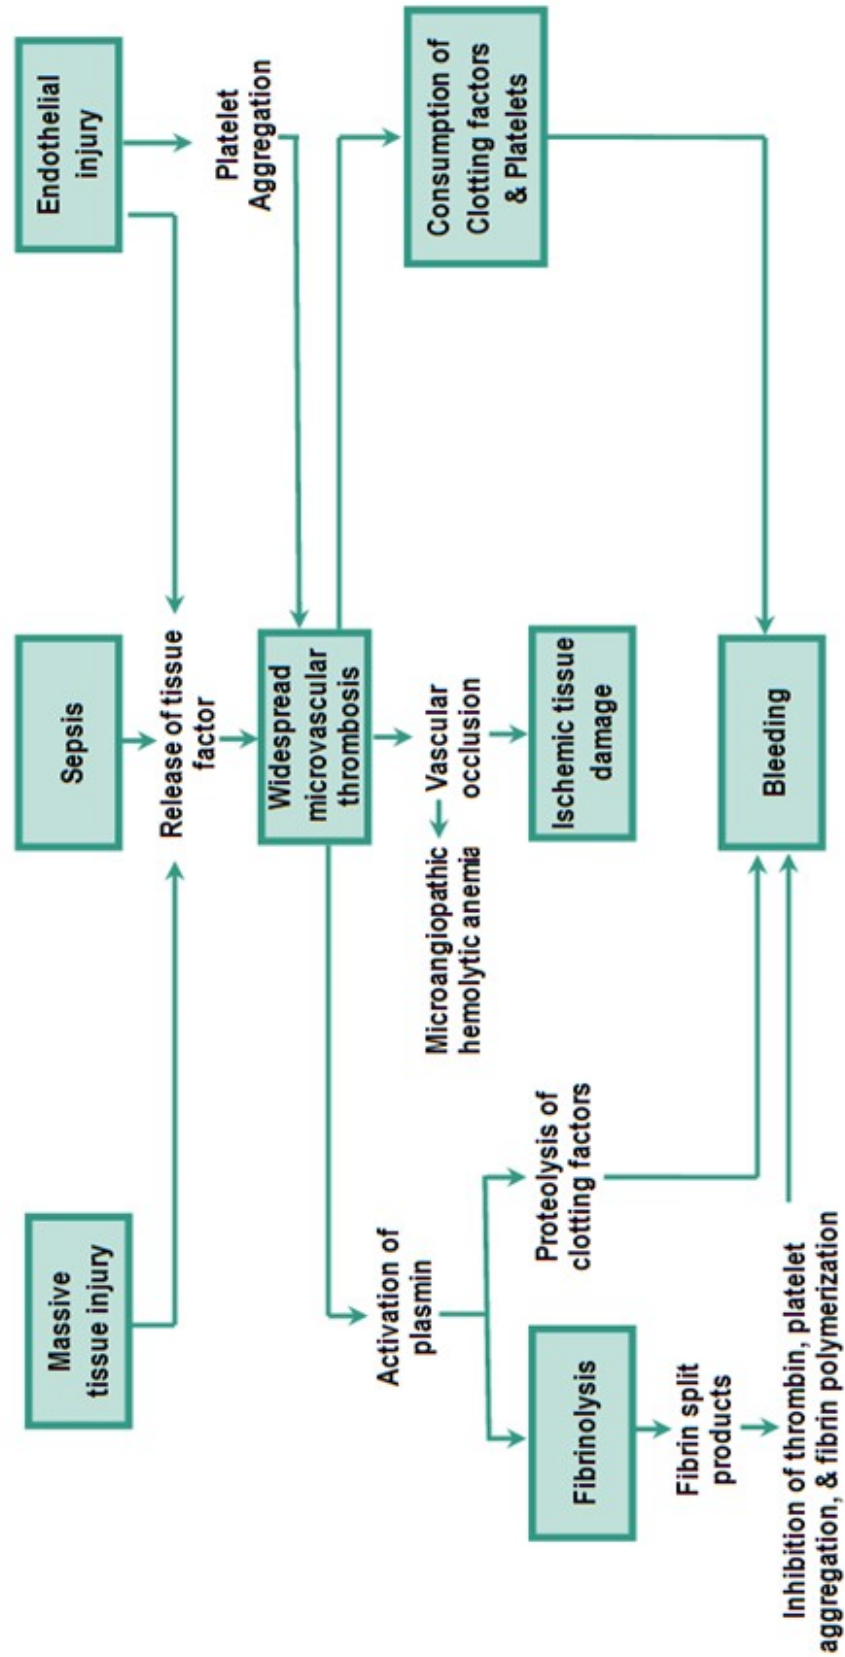 Massive
tissue injury
Sepsis
Endothelial
injury
Release of tissue
factor
Platelet
Aggregation
Widespread
microvascular
thrombosis
Activation of
plasmin
Microangiopathic
hemolytic anemia
Vascular
occlusion
Consumption of
Clotting factors
& Platelets
Fibrinolysis
Proteolysis of
clotting factors
Ischemic tissue
damage
Fibrin split
products
Bleeding
Inhibition of thrombin, platelet
aggregation, & fibrin polymerization